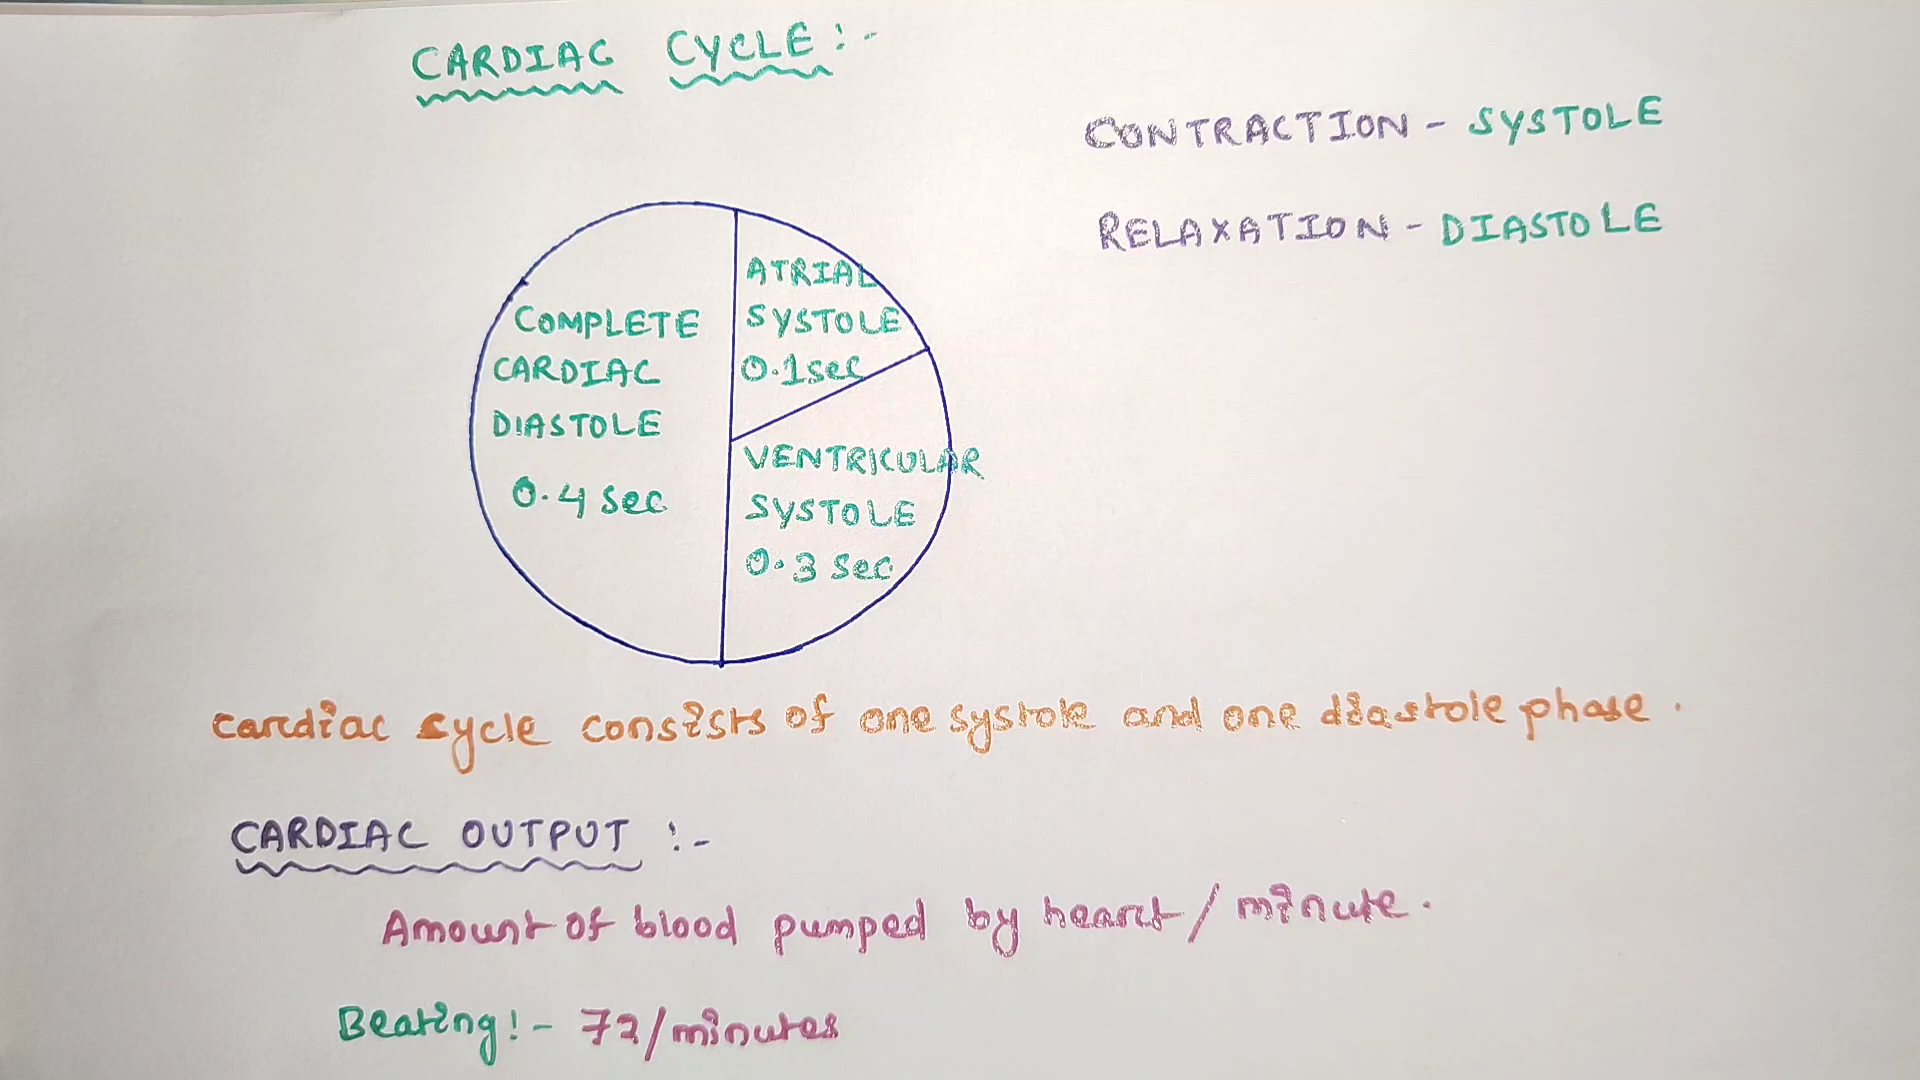 CARDIAC CYCLE :-
CONTRACTION - SYSTOLE
RELAXATION - DIASTOLE
COMPLETE
CARDIAC
DIASTOLE
0.4 sec
ATRIAL
SYSTOLE
0.1sec
VENTRICULAR
SYSTOLE
0.3 sec
cardiac cycle consists of one systole and one diastole phase.
CARDIAC OUTPUT :-
Amount of blood pumped by heart/minute.
Beating:- 72/minutes